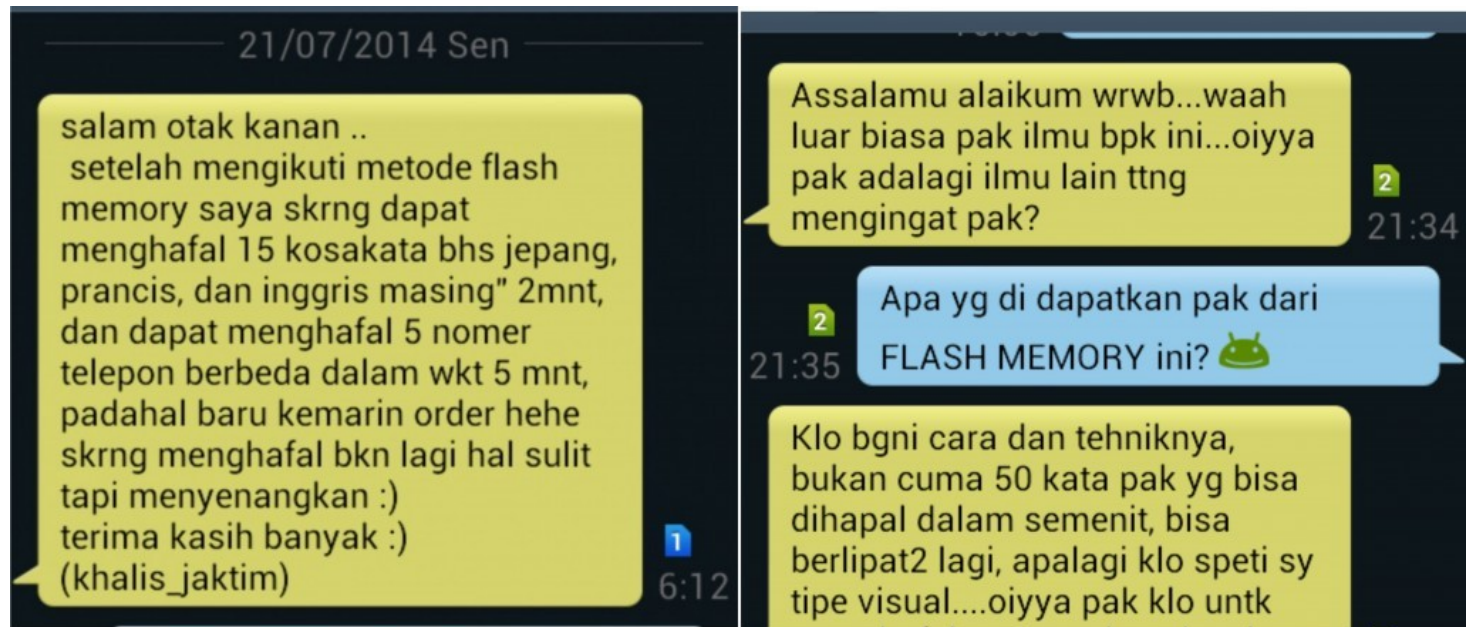 21/07/2014 Sen
salam otak kanan ..
setelah mengikuti metode flash
memory saya skrng dapat
menghafal 15 kosakata bhs jepang,
prancis, dan inggris masing" 2mnt,
dan dapat menghafal 5 nomer
telepon berbeda dalam wkt 5 mnt,
padahal baru kemarin order hehe
skrng menghafal bkn lagi hal sulit
tapi menyenangkan :)
terima kasih banyak :)
(khalis_jaktim)
1
6:12
Assalamu alaikum wrwb...waah
luar biasa pak ilmu bpk ini...oiyya
pak adalagi ilmu lain ttng
mengingat pak?
2
21:34
Apa yg di dapatkan pak dari
FLASH MEMORY ini?
2
21:35
Klo bgni cara dan tehniknya,
bukan cuma 50 kata pak yg bisa
dihapal dalam semenit, bisa
berlipat2 lagi, apalagi klo speti sy
tipe visual....oiyya pak klo untk